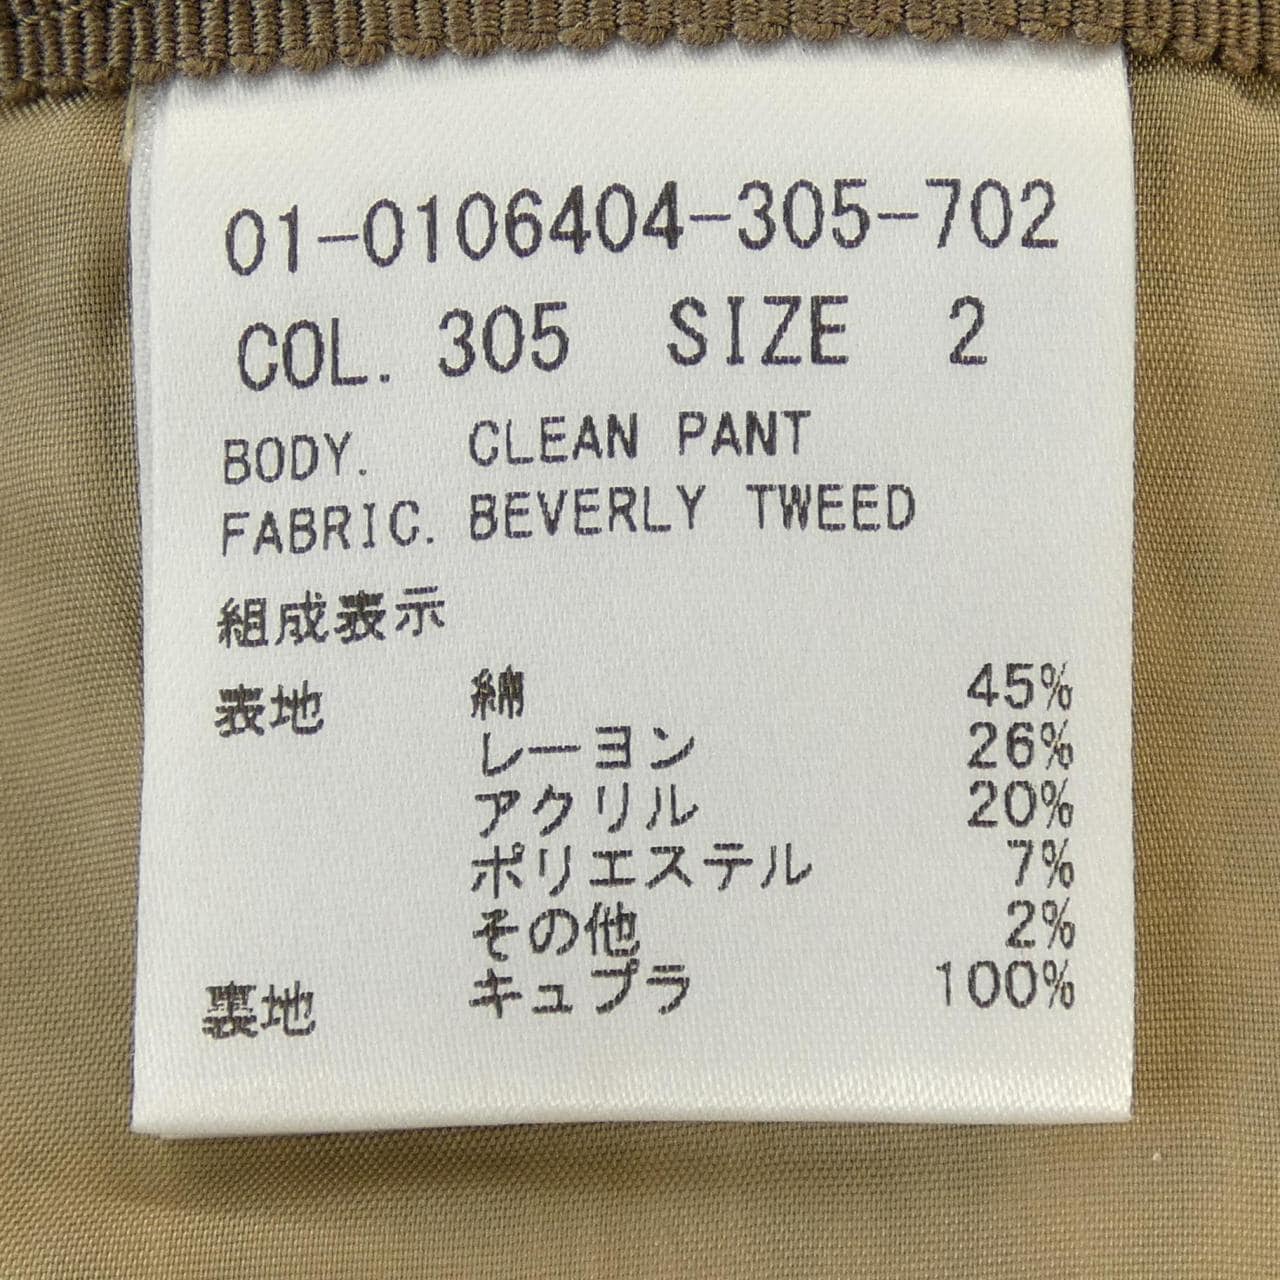 01-0106404-305-702
COL. 305 SIZE 2
BODY. CLEAN PANT
FABRIC. BEVERLY TWEED
組成表示
表地 綿 45%
レーヨン 26%
アクリル 20%
ポリエステル 7%
その他 2%
裏地 キュプラ 100%